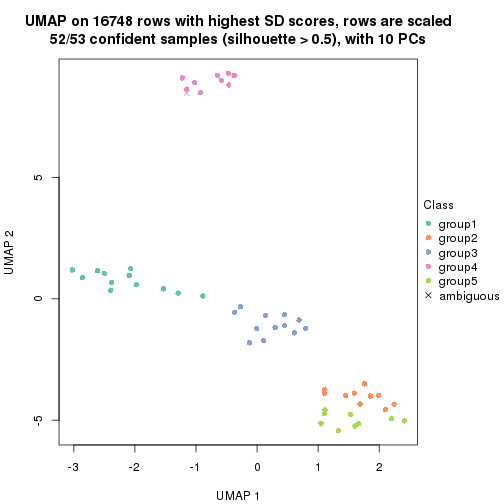 UMAP on 16748 rows with highest SD scores, rows are scaled
52/53 confident samples (silhouette > 0.5), with 10 PCs
UMAP 2
5
0
-5
-3
-2
-1
0
1
2
UMAP 1
Class
group1
group2
group3
group4
group5
ambiguous